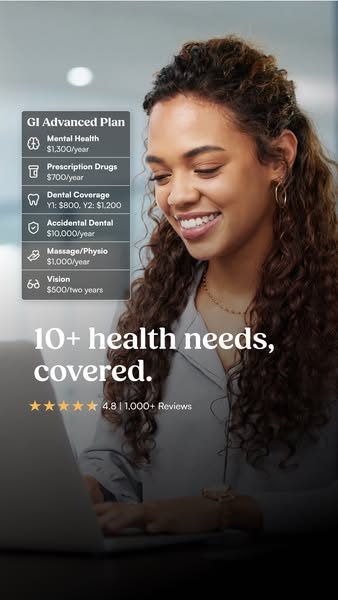 GI Advanced Plan
Mental Health
$1,300/year
Prescription Drugs
$700/year
Dental Coverage
Y1: $800, Y2: $1,200
Accidental Dental
$10,000/year
Massage/Physio
$1,000/year
Vision
$500/two years
10+ health needs,
covered.
4.8 | 1,000+ Reviews